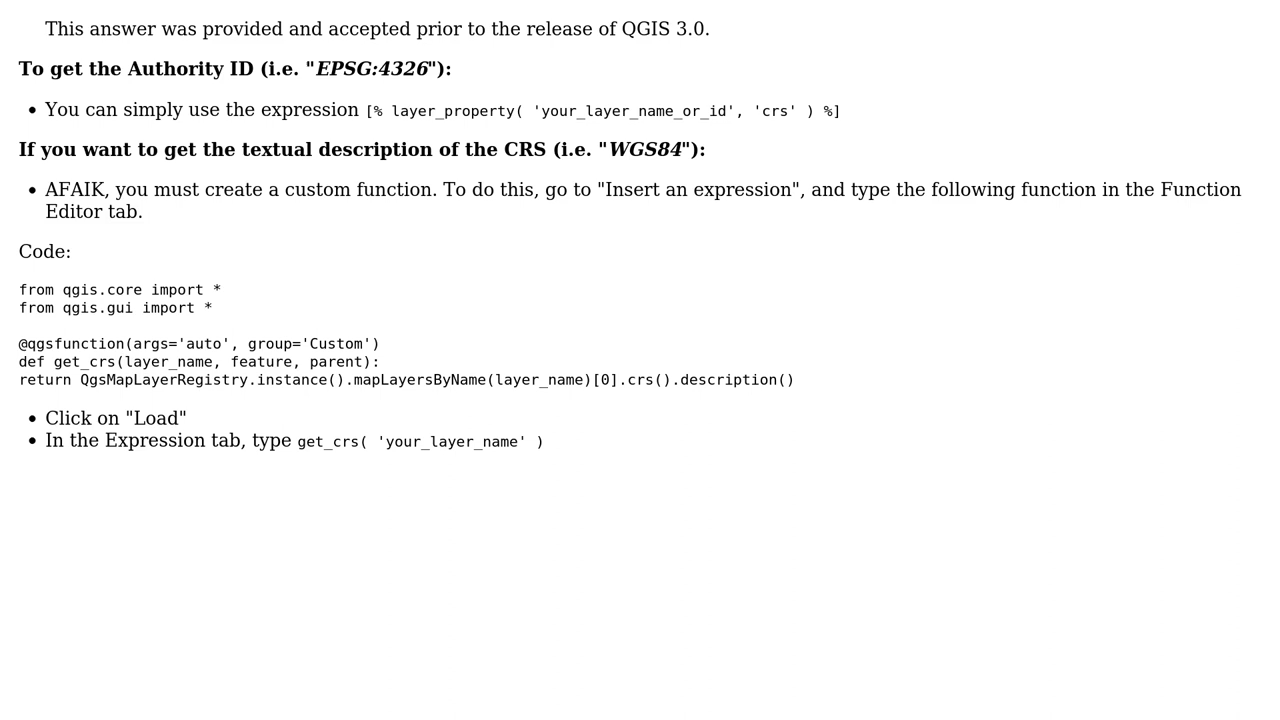 This answer was provided and accepted prior to the release of QGIS 3.0.
To get the Authority ID (i.e. "EPSG:4326"):
• You can simply use the expression [% layer_property( 'your_layer_name_or_id', 'crs' ) %]
If you want to get the textual description of the CRS (i.e. "WGS84"):
• AFAIK, you must create a custom function. To do this, go to "Insert an expression", and type the following function in the Function
Editor tab.
Code:
from qgis.core import *
from qgis.gui import *
@qgsfunction(args='auto', group='Custom')
def get_crs(layer_name, feature, parent):
return QgsMapLayerRegistry.instance().mapLayersByName(layer_name)[0].crs().description()
• Click on "Load"
• In the Expression tab, type get_crs( 'your_layer_name' )